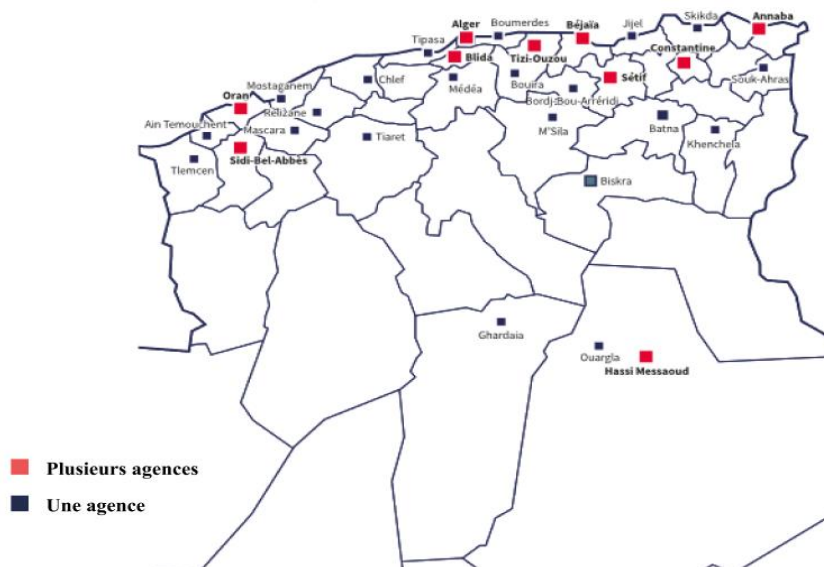 Skikda
Annaba
Alger
Boumerdes
Bejaïa
Jijel
Tipasa
Constantine
Blida
Tizi-Ouzou
Sétif
Souk-Ahras
Chlef
Médéa
Bouira
Mostaganem
Oran
Relizane
Bordj-Bou-Arréridj
Ain Temouchent
Mascara
Tiaret
M'Sila
Batna
Khenchela
Tlemcen
Sidi-Bel-Abbès
Biskra
Ghardaia
Ouargla
Hassi Messaoud
Plusieurs agences
Une agence